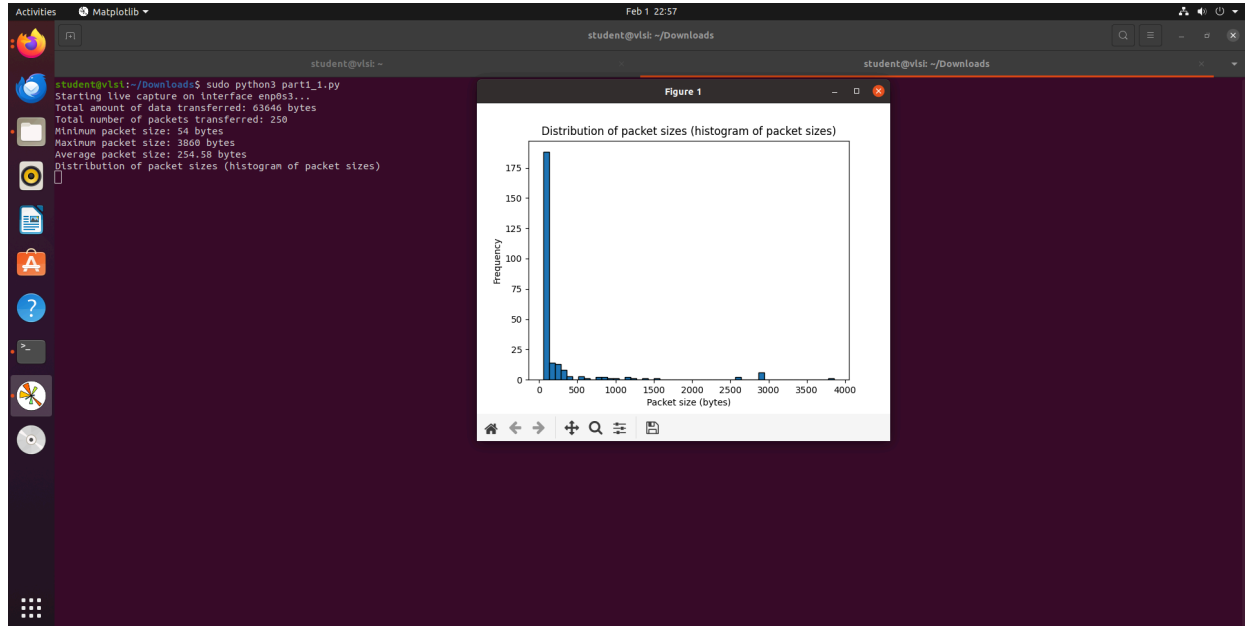 Activities Matplotlib Feb 1 22:57
student@vlsi: ~/Downloads
student@vlsi: ~ student@vlsi: ~/Downloads
student@vlsi:~/Downloads$ sudo python3 part1_1.py
Starting live capture on interface enp0s3...
Total amount of data transferred: 63646 bytes
Total number of packets transferred: 250
Minimum packet size: 54 bytes
Maximum packet size: 3860 bytes
Average packet size: 254.58 bytes
Distribution of packet sizes (histogram of packet sizes)
Figure 1
Distribution of packet sizes (histogram of packet sizes)
Frequency
175
150
125
100
75
50
25
0
0 500 1000 1500 2000 2500 3000 3500 4000
Packet size (bytes)